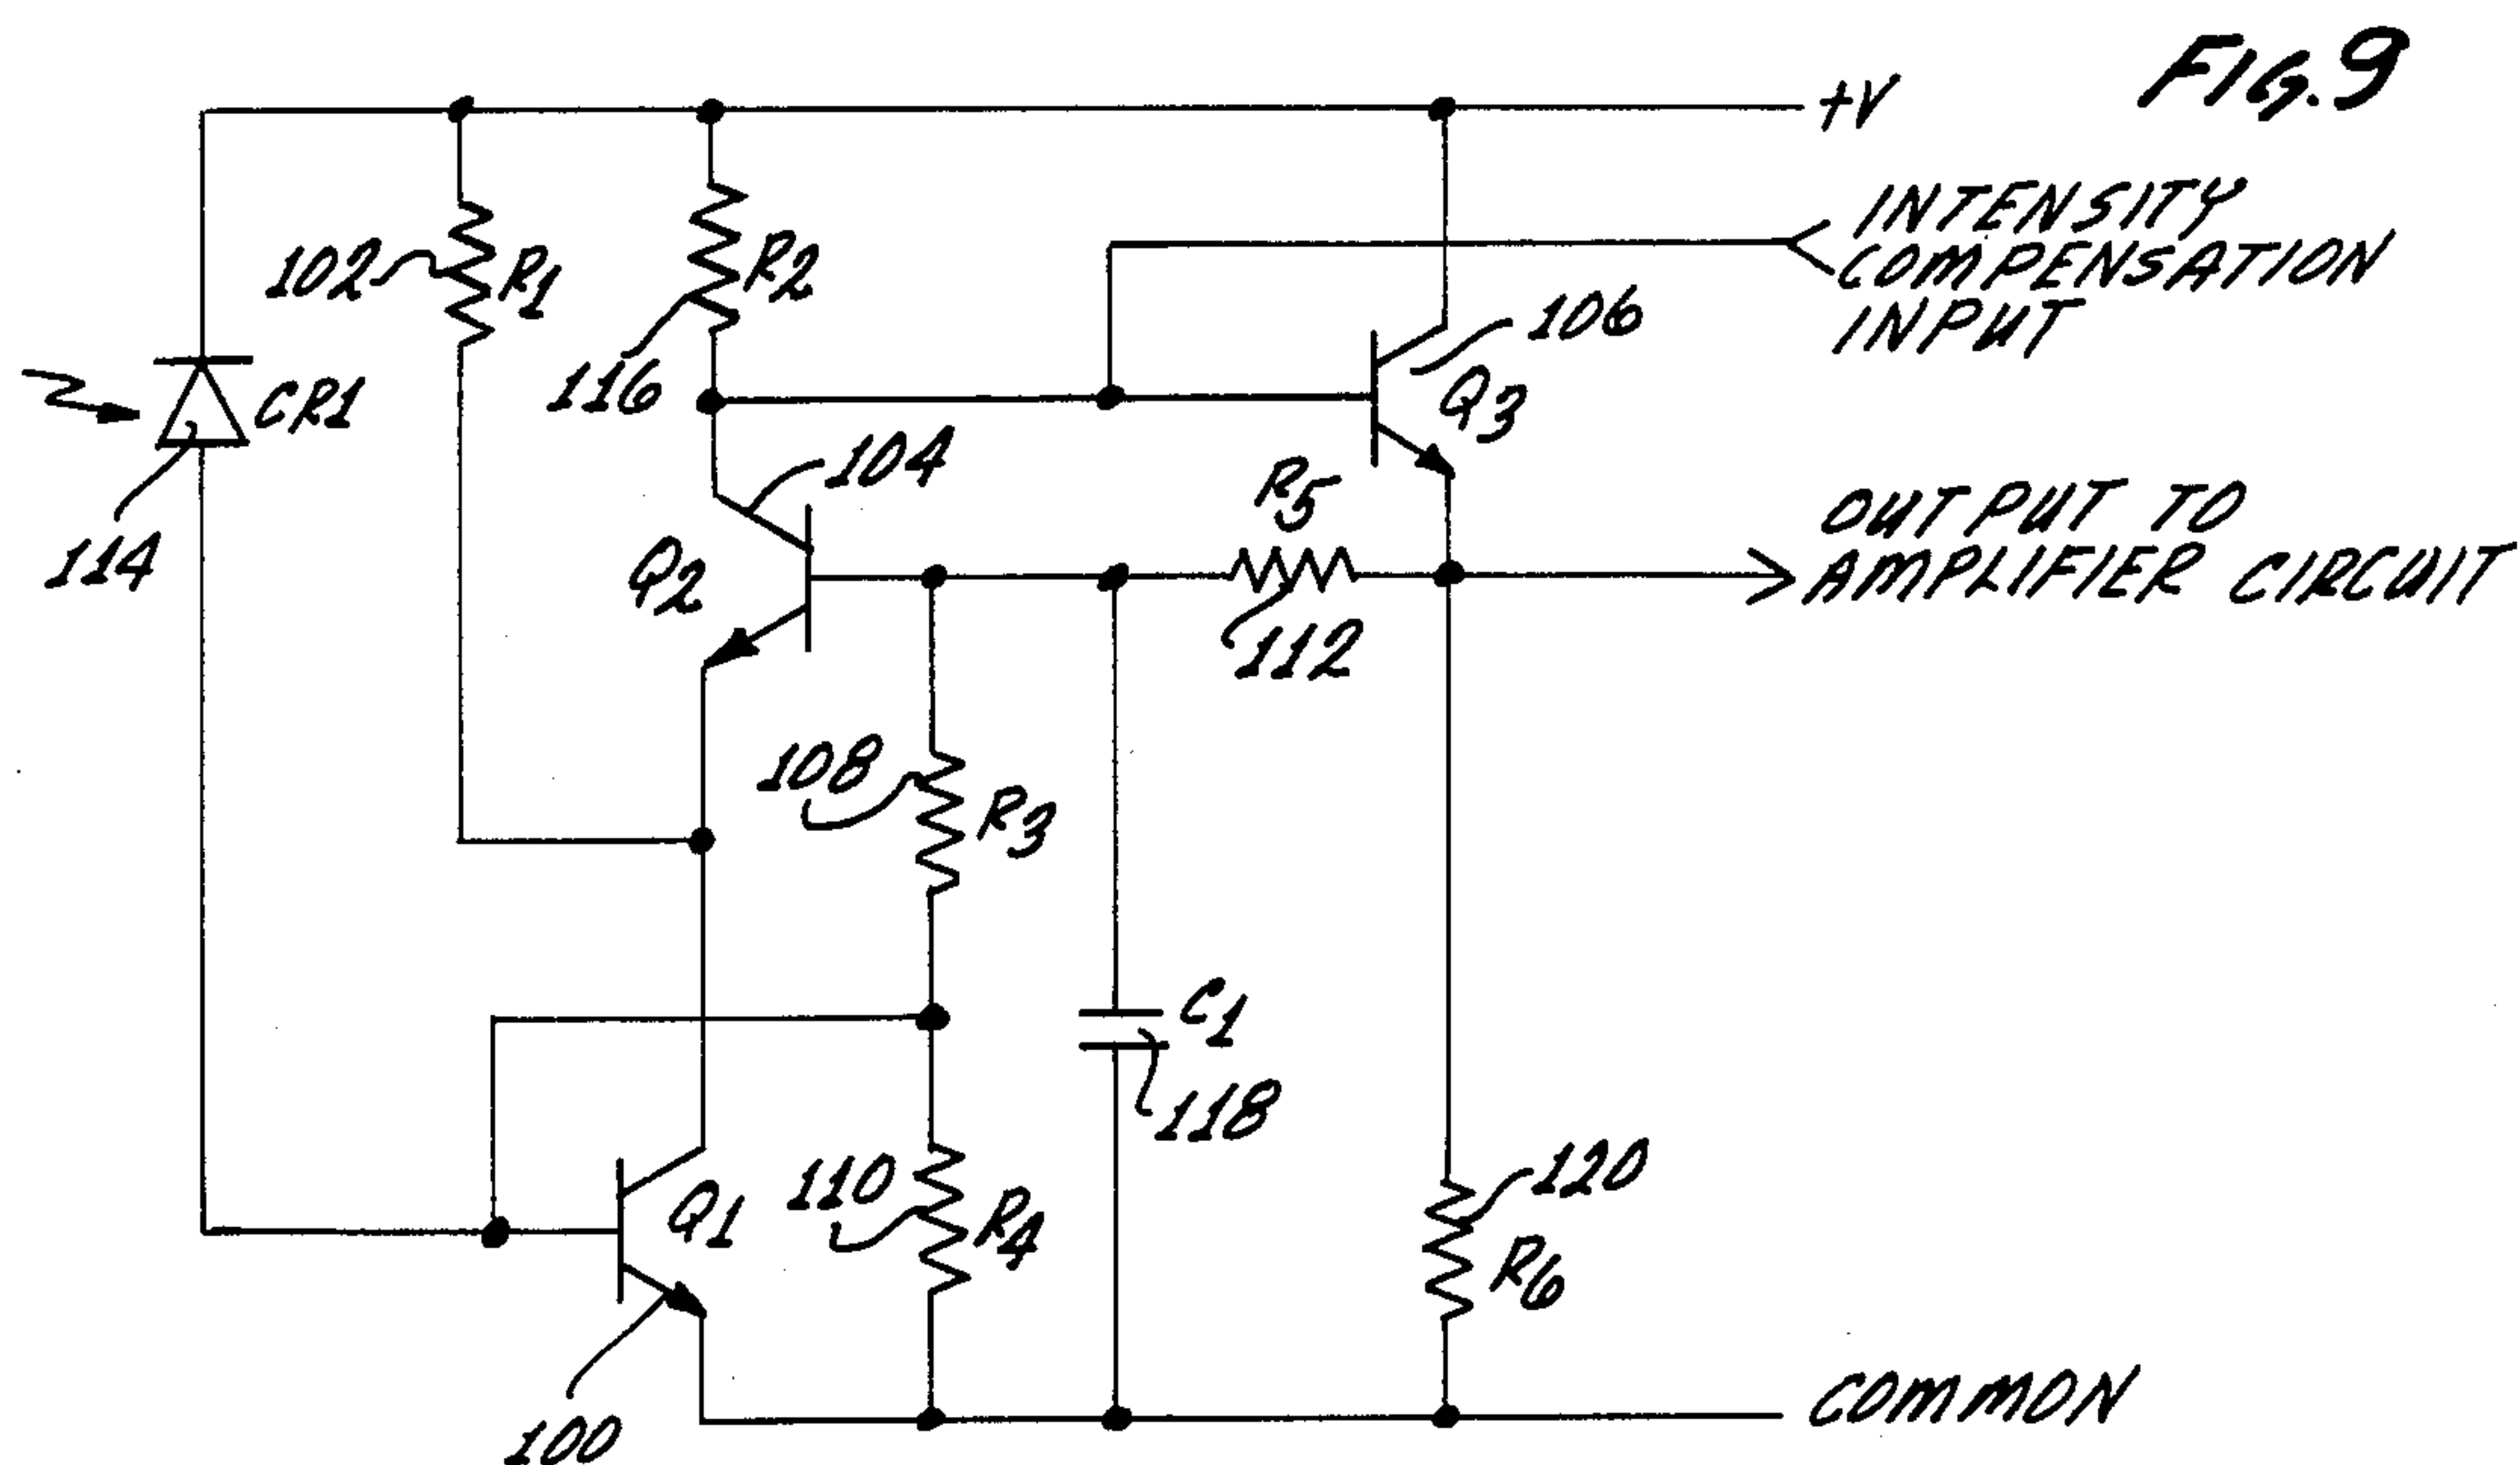 FIG. 9
+V
INTENSITY
COMPENSATION
INPUT
102
R1
R2
106
116
CR1
Q3
104
R5
OUTPUT TO
AMPLIFIER CIRCUIT
114
Q2
112
108
R3
C1
118
110
120
Q1
R4
R6
COMMON
100